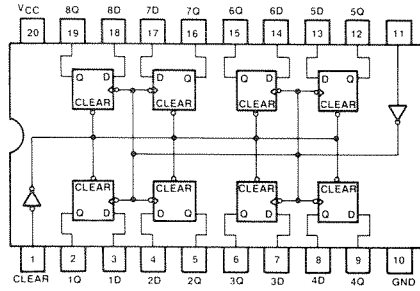 VCC 8Q 8D 7D 7Q 6Q 6D 5D 5Q
20 19 18 17 16 15 14 13 12 11
Q D D Q Q D D Q
CLEAR CLEAR CLEAR CLEAR
CLEAR CLEAR CLEAR CLEAR
Q D D Q Q D D Q
1 2 3 4 5 6 7 8 9 10
CLEAR 1Q 1D 2D 2Q 3Q 3D 4D 4Q GND